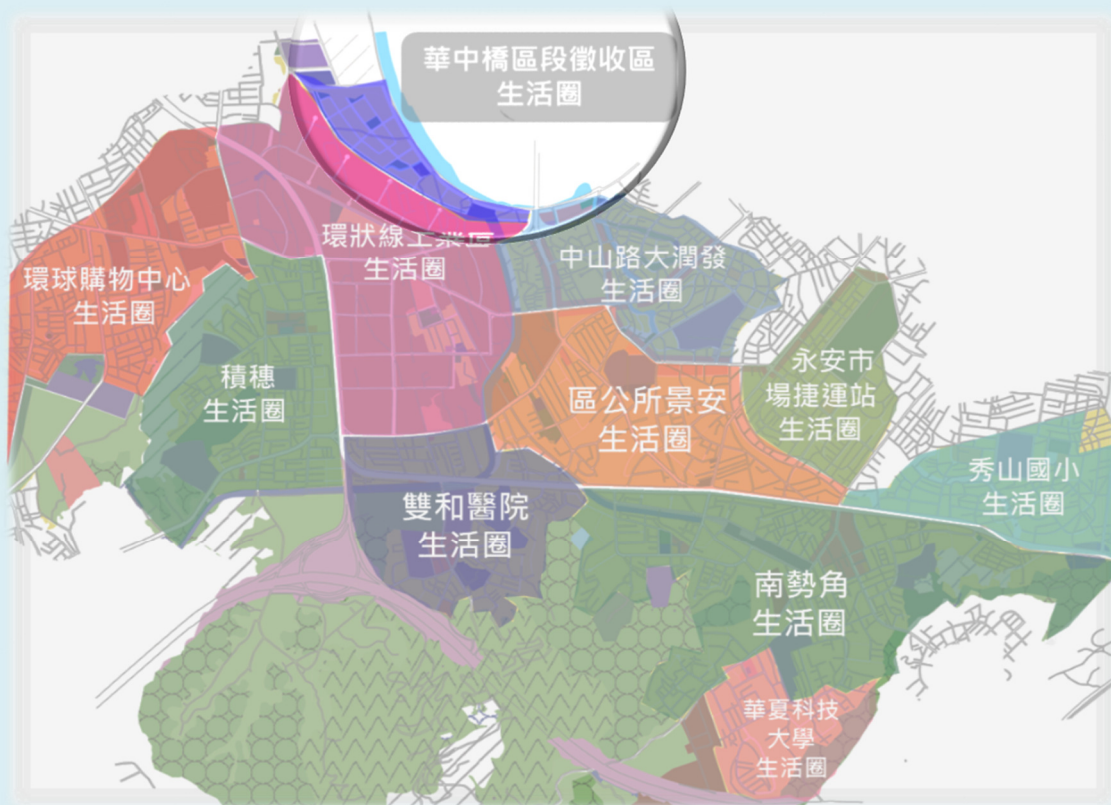 華中橋區段徵收區
生活圈
環狀線工業區
生活圈
中山路大潤發
生活圈
環球購物中心
生活圈
永安市
場捷運站
生活圈
積穗
生活圈
區公所景安
生活圈
秀山國小
生活圈
雙和醫院
生活圈
南勢角
生活圈
華夏科技
大學
生活圈